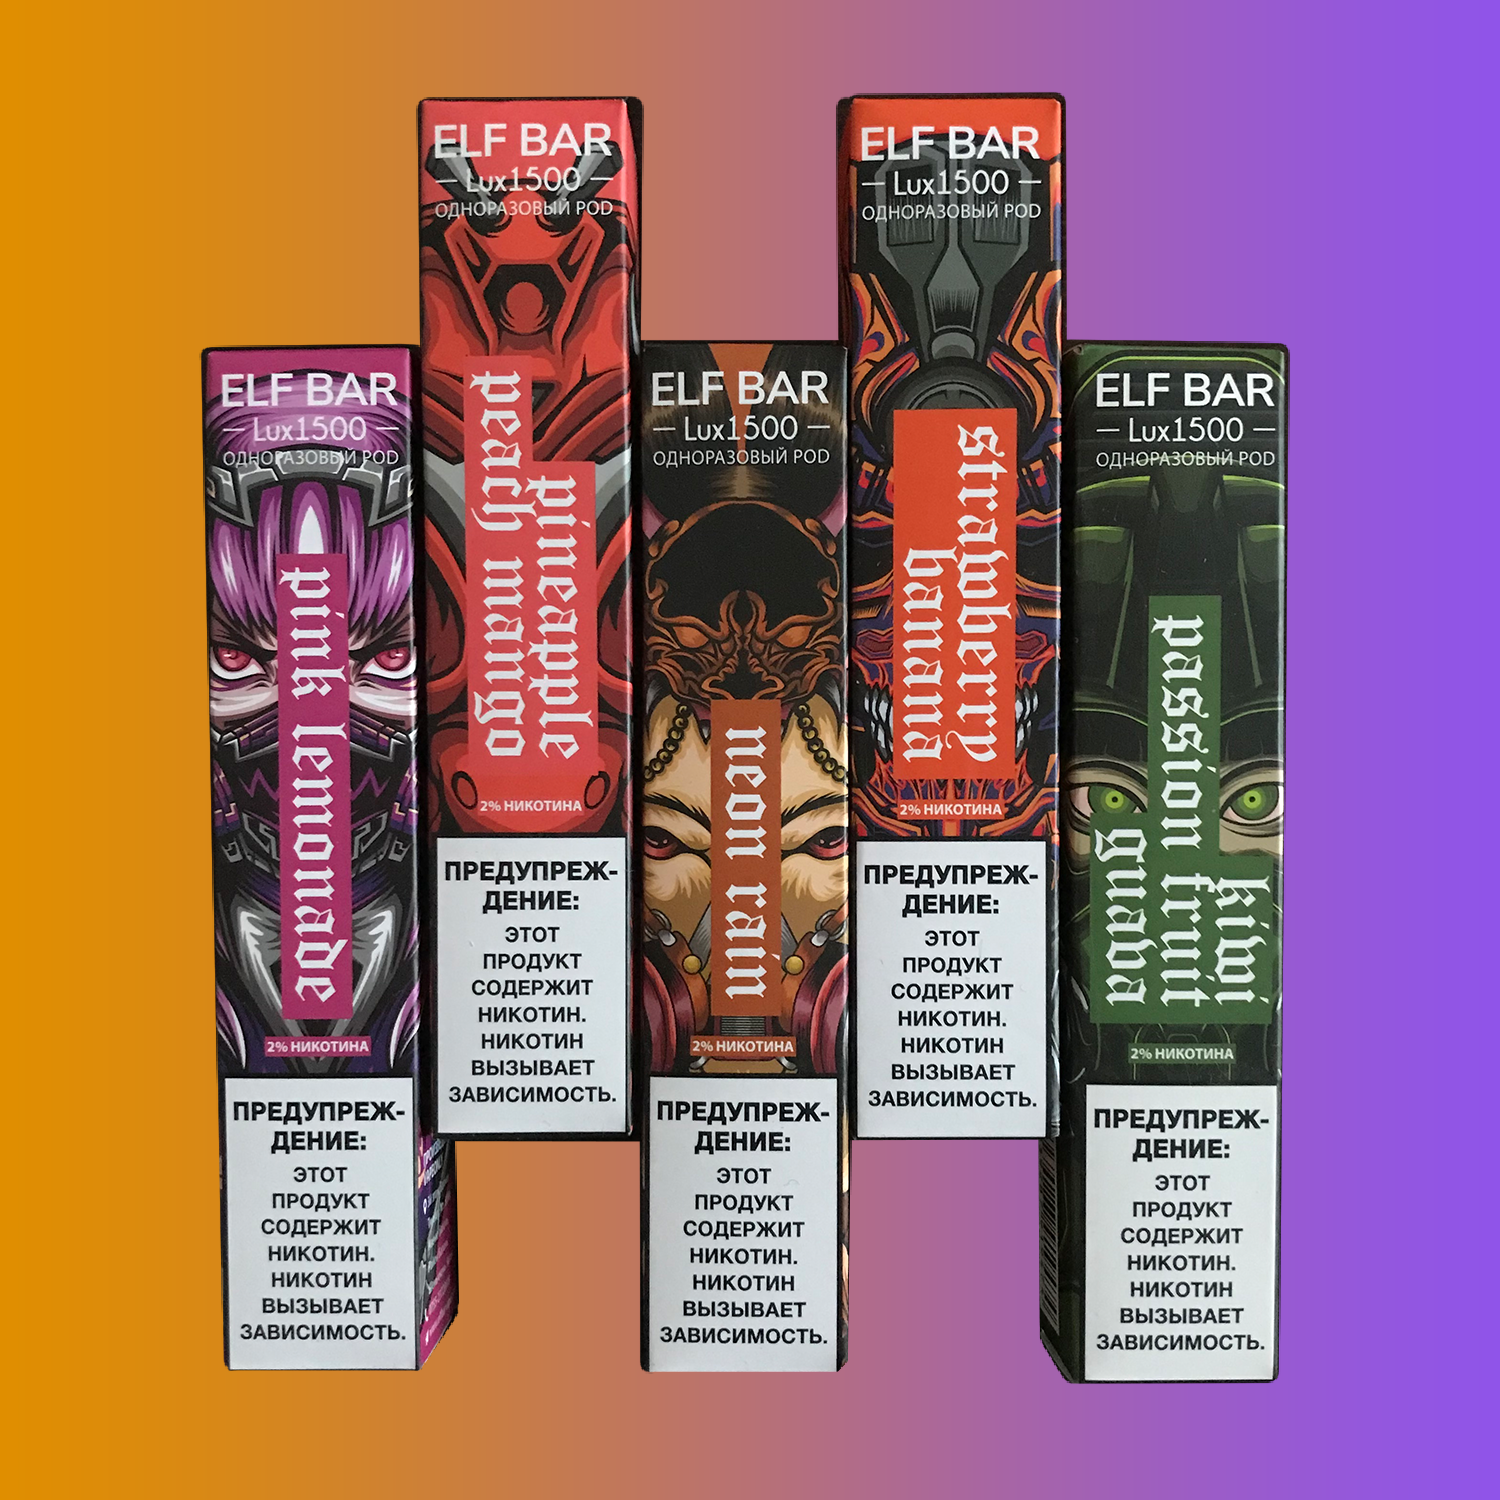 ELF BAR
Lux1500
ОДНОРАЗОВЫЙ POD
pink lemonade
2% НИКОТИНА
ПРЕДУПРЕЖ-
ДЕНИЕ:
ЭТОТ
ПРОДУКТ
СОДЕРЖИТ
НИКОТИН.
НИКОТИН
ВЫЗЫВАЕТ
ЗАВИСИМОСТЬ.
ELF BAR
Lux1500
ОДНОРАЗОВЫЙ POD
pineapple
peach mango
2% НИКОТИНА
ПРЕДУПРЕЖ-
ДЕНИЕ:
ЭТОТ
ПРОДУКТ
СОДЕРЖИТ
НИКОТИН.
НИКОТИН
ВЫЗЫВАЕТ
ЗАВИСИМОСТЬ.
ELF BAR
Lux1500
ОДНОРАЗОВЫЙ POD
neon rain
2% НИКОТИНА
ПРЕДУПРЕЖ-
ДЕНИЕ:
ЭТОТ
ПРОДУКТ
СОДЕРЖИТ
НИКОТИН.
НИКОТИН
ВЫЗЫВАЕТ
ЗАВИСИМОСТЬ.
ELF BAR
Lux1500
ОДНОРАЗОВЫЙ POD
strawberry
banana
2% НИКОТИНА
ПРЕДУПРЕЖ-
ДЕНИЕ:
ЭТОТ
ПРОДУКТ
СОДЕРЖИТ
НИКОТИН.
НИКОТИН
ВЫЗЫВАЕТ
ЗАВИСИМОСТЬ.
ELF BAR
Lux1500
ОДНОРАЗОВЫЙ POD
kiwi
passion fruit
guava
2% НИКОТИНА
ПРЕДУПРЕЖ-
ДЕНИЕ:
ЭТОТ
ПРОДУКТ
СОДЕРЖИТ
НИКОТИН.
НИКОТИН
ВЫЗЫВАЕТ
ЗАВИСИМОСТЬ.